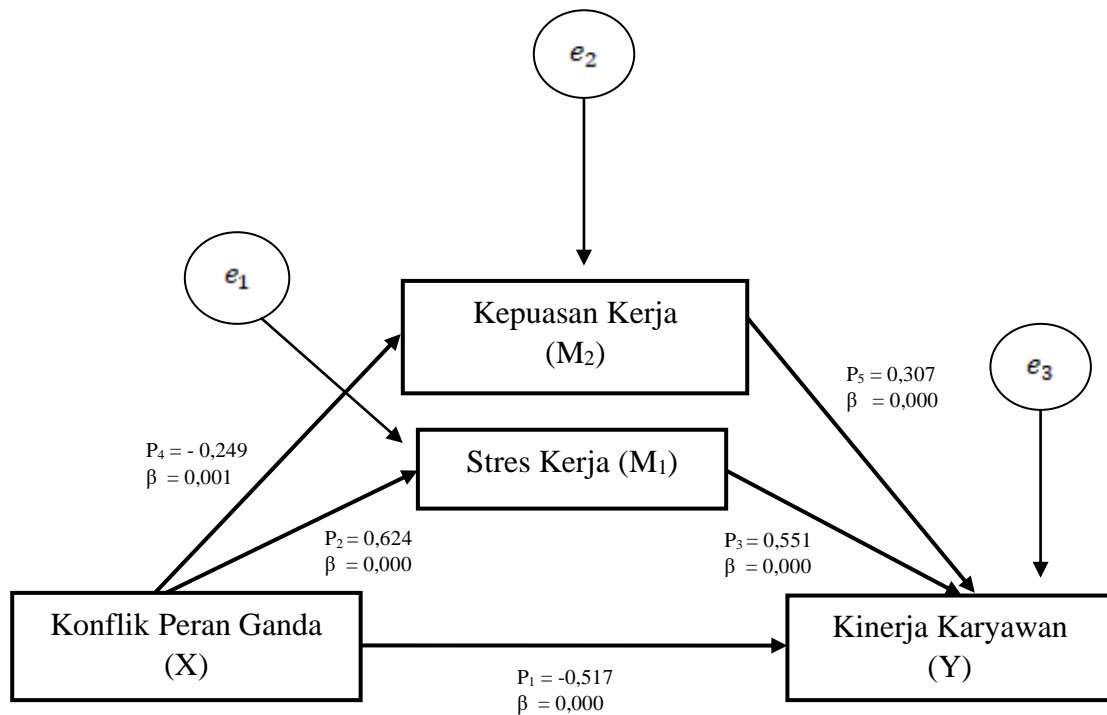 e₂
e₁
Kepuasan Kerja
(M₂)
e₃
P₅ = 0,307
β = 0,000
P₄ = - 0,249
β = 0,001
Stres Kerja (M₁)
P₂ = 0,624
β = 0,000
P₃ = 0,551
β = 0,000
Konflik Peran Ganda
(X)
Kinerja Karyawan
(Y)
P₁ = -0,517
β = 0,000